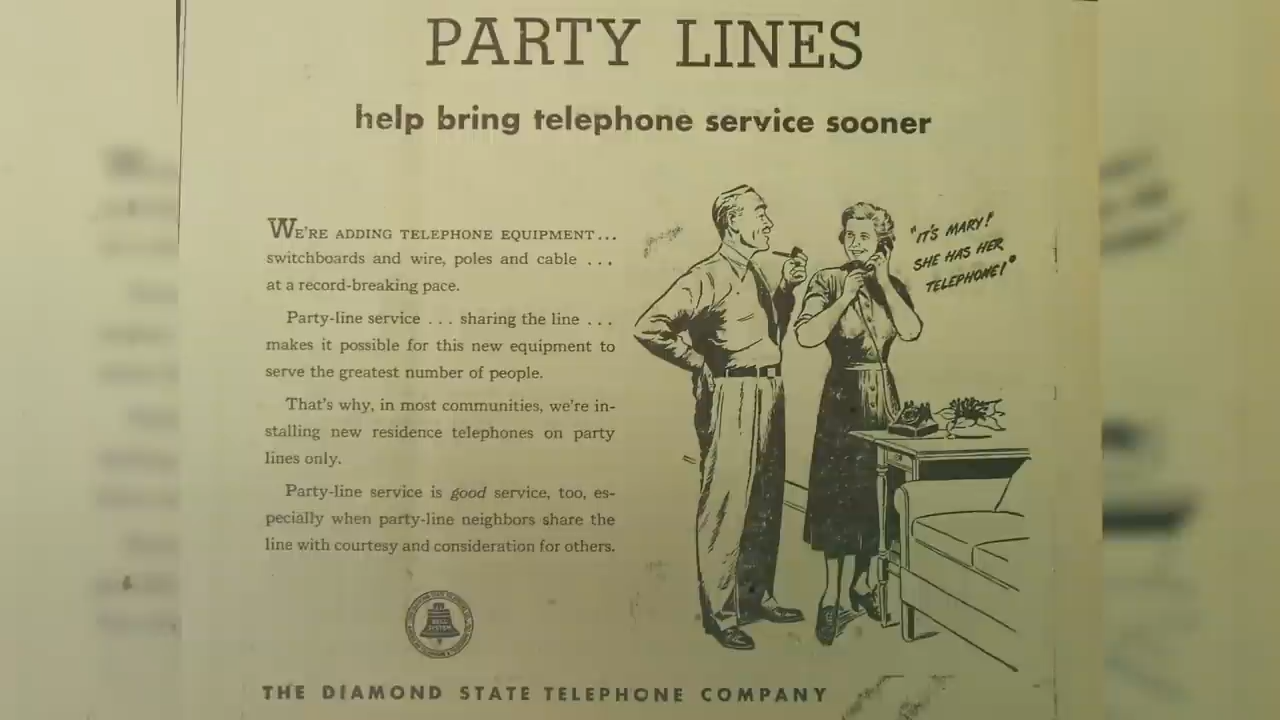 PARTY LINES
help bring telephone service sooner
WE'RE ADDING TELEPHONE EQUIPMENT...
switchboards and wire, poles and cable ...
at a record-breaking pace.
Party-line service ... sharing the line ...
makes it possible for this new equipment to
serve the greatest number of people.
That's why, in most communities, we're in-
stalling new residence telephones on party
lines only.
Party-line service is good service, too, es-
pecially when party-line neighbors share the
line with courtesy and consideration for others.
"IT'S MARY!
SHE HAS HER
TELEPHONE!"
BELL
SYSTEM
THE DIAMOND STATE TELEPHONE COMPANY